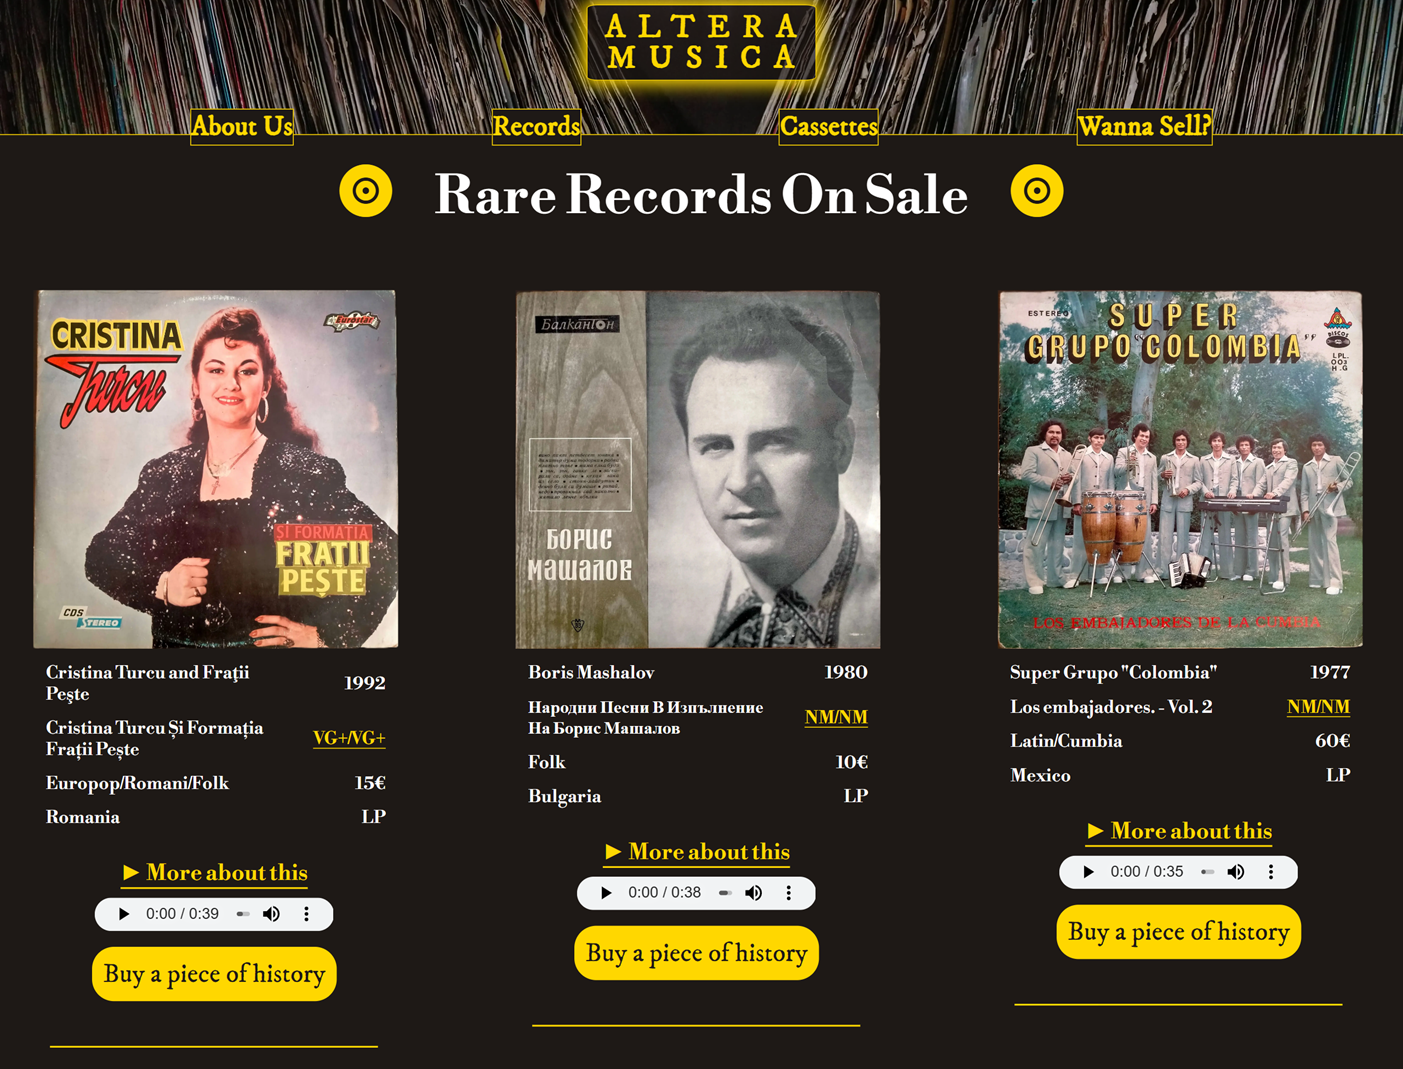 ALTERA
MUSICA
About Us
Records
Cassettes
Wanna Sell?
Rare Records On Sale
CRISTINA
Turcu
Eurostar
ȘI FORMAȚIA
FRAȚII
PEȘTE
CDS
STEREO
Cristina Turcu and Fraţii
Peşte
1992
Cristina Turcu Și Formația
Frații Pește
VG+/VG+
Europop/Romani/Folk
15€
Romania
LP
► More about this
0:00 / 0:39
Buy a piece of history
Балкантон
БОРИС
МАШАЛОВ
Boris Mashalov
1980
Народни Песни В Изпълнение
На Борис Машалов
NM/NM
Folk
10€
Bulgaria
LP
► More about this
0:00 / 0:38
Buy a piece of history
ESTEREO
SUPER
GRUPO "COLOMBIA"
DISCOS
LPL.
003
H.G
LOS EMBAJADORES DE LA CUMBIA
Super Grupo "Colombia"
1977
Los embajadores. - Vol. 2
NM/NM
Latin/Cumbia
60€
Mexico
LP
► More about this
0:00 / 0:35
Buy a piece of history